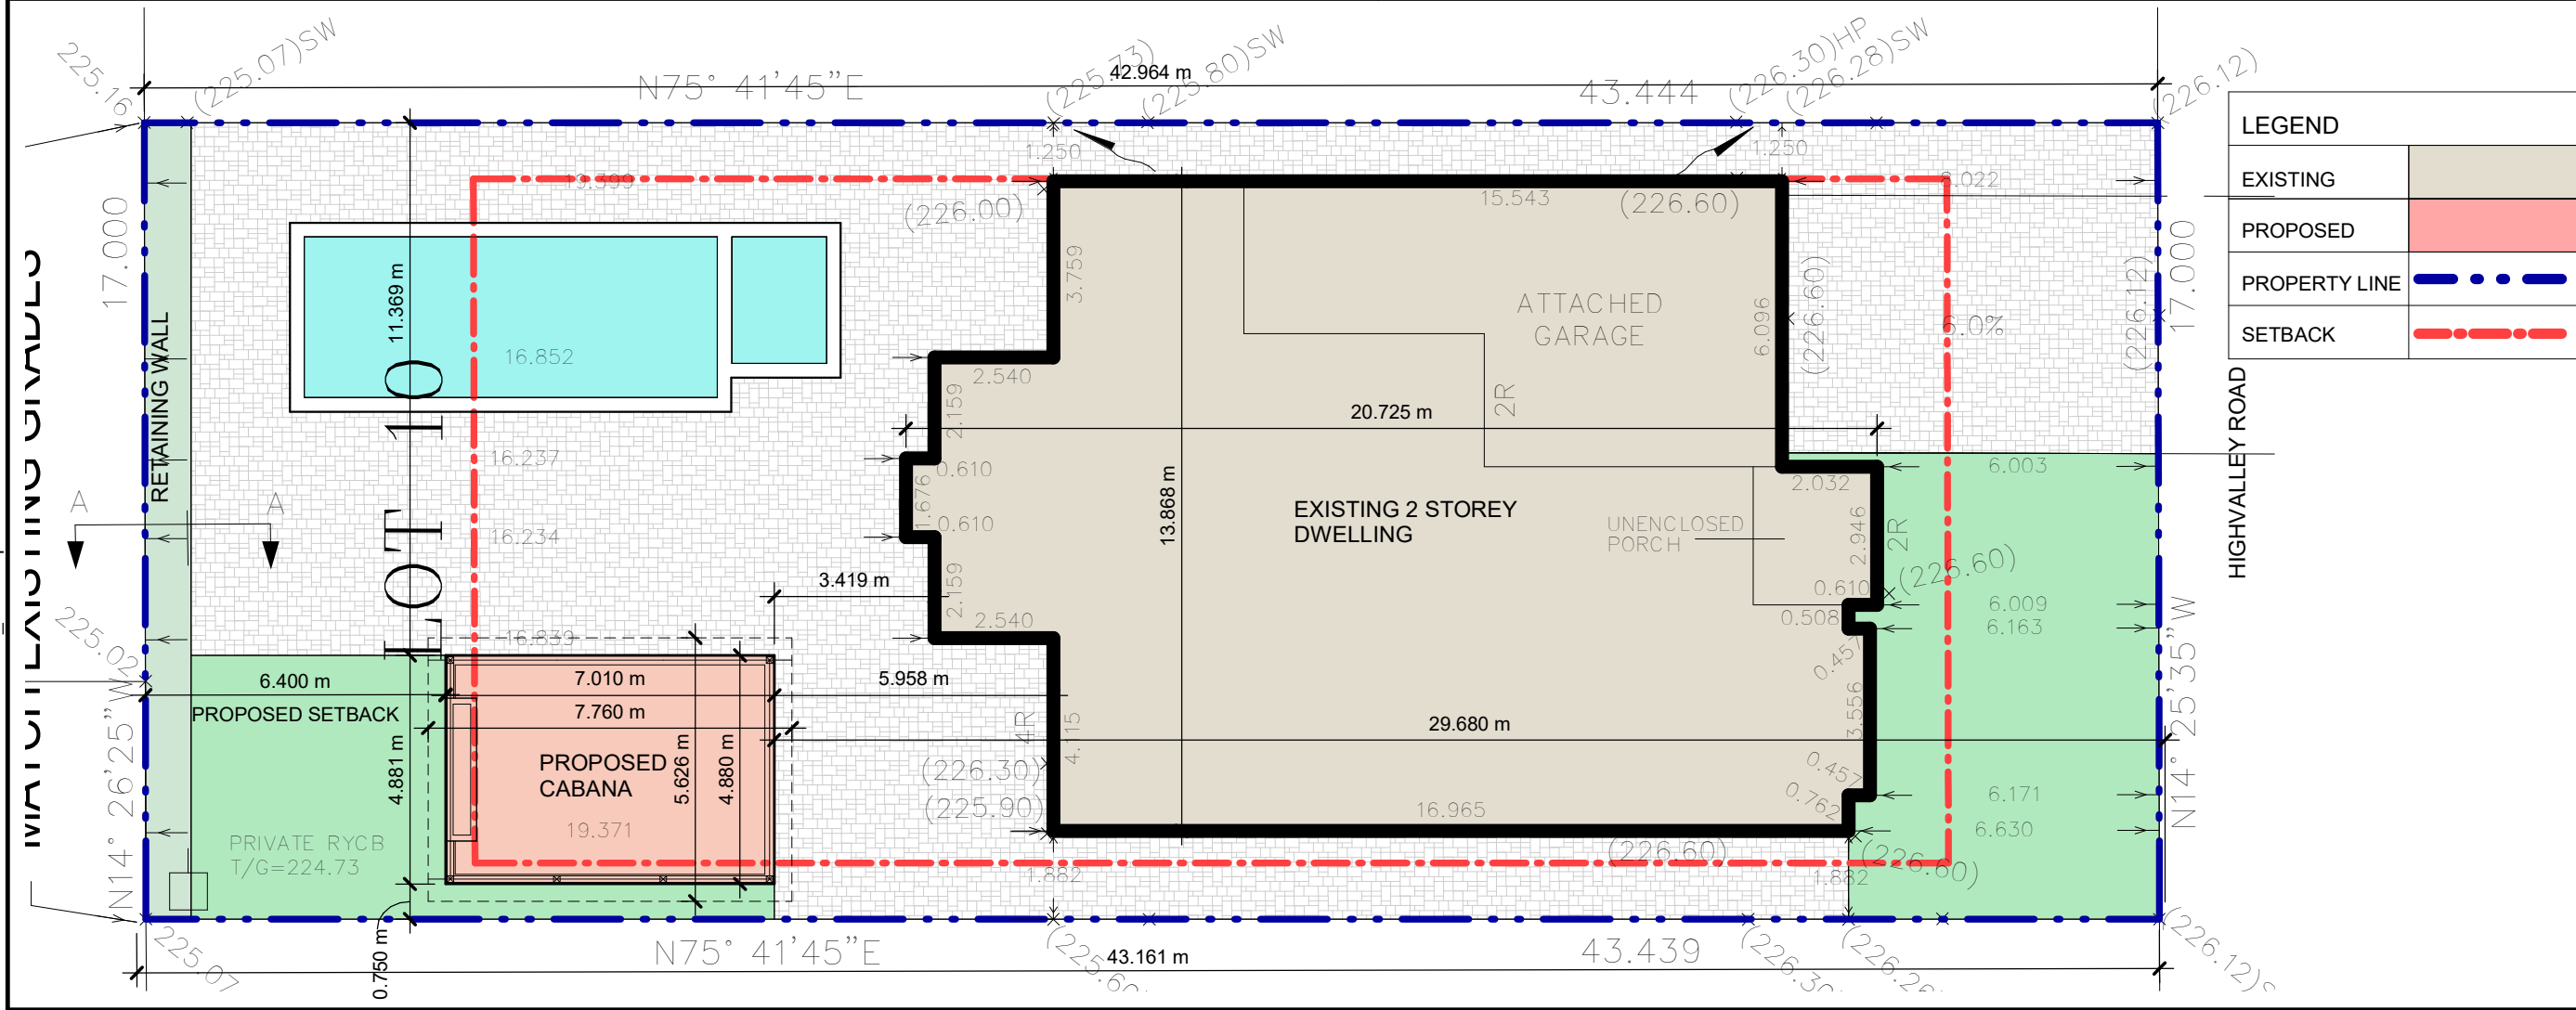 42.964 m
N75° 41'45"E
43.444
225.16
(225.07)SW
(225.73)
(225.80)SW
(226.30)HP
(226.28)SW
(226.12)
LEGEND
EXISTING
PROPOSED
PROPERTY LINE
SETBACK
1.250
1.250
19.399
15.543
(226.00)
(226.60)
17.000
17.000
3.759
11.369 m
16.852
ATTACHED
GARAGE
6.096
(226.60)
6.0%
(226.12)
HIGHVALLEY ROAD
RETAINING WALL
MATCH EXISTING GRADES
LOT 10
2.540
2.159
2R
20.725 m
16.237
0.610
1.676
0.610
16.234
A
A
13.868 m
EXISTING 2 STOREY
DWELLING
UNENCLOSED
PORCH
2.032
2.946
2R
6.003
(226.60)
3.419 m
2.159
2.540
0.610
0.508
6.009
6.163
225.02
16.839
0.457
6.400 m
PROPOSED SETBACK
7.010 m
7.760 m
5.958 m
4R
4.115
29.680 m
3.556
N14° 26'25"W
N14° 25'35"W
4.881 m
PROPOSED
CABANA
5.626 m
4.880 m
19.371
(226.30)
(225.90)
16.965
0.457
0.762
6.171
6.630
PRIVATE RYCB
T/G=224.73
(226.60)
(226.60)
1.882
1.882
0.750 m
225.07
N75° 41'45"E
43.161 m
43.439
(226.12)